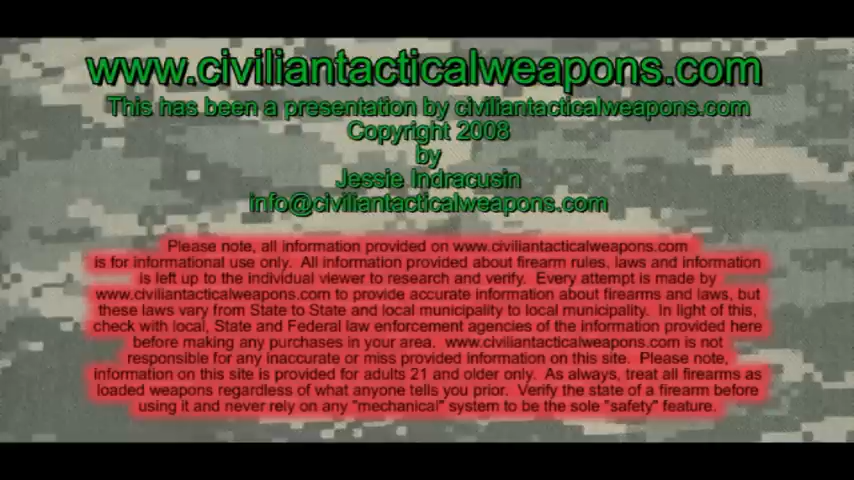 www.civiliantacticalweapons.com
This has been a presentation by civiliantacticalweapons.com
Copyright 2008
by
Jessie Indracusin
info@civiliantacticalweapons.com
Please note, all information provided on www.civiliantacticalweapons.com
is for informational use only.  All information provided about firearm rules, laws and information
is left up to the individual viewer to research and verify.  Every attempt is made by
www.civiliantacticalweapons.com to provide accurate information about firearms and laws, but
these laws vary from State to State and local municipality to local municipality.  In light of this,
check with local, State and Federal law enforcement agencies of the information provided here
before making any purchases in your area.  www.civiliantacticalweapons.com is not
responsible for any inaccurate or miss provided information on this site.  Please note,
information on this site is provided for adults 21 and older only.  As always, treat all firearms as
loaded weapons regardless of what anyone tells you prior.  Verify the state of a firearm before
using it and never rely on any "mechanical" system to be the sole "safety" feature.